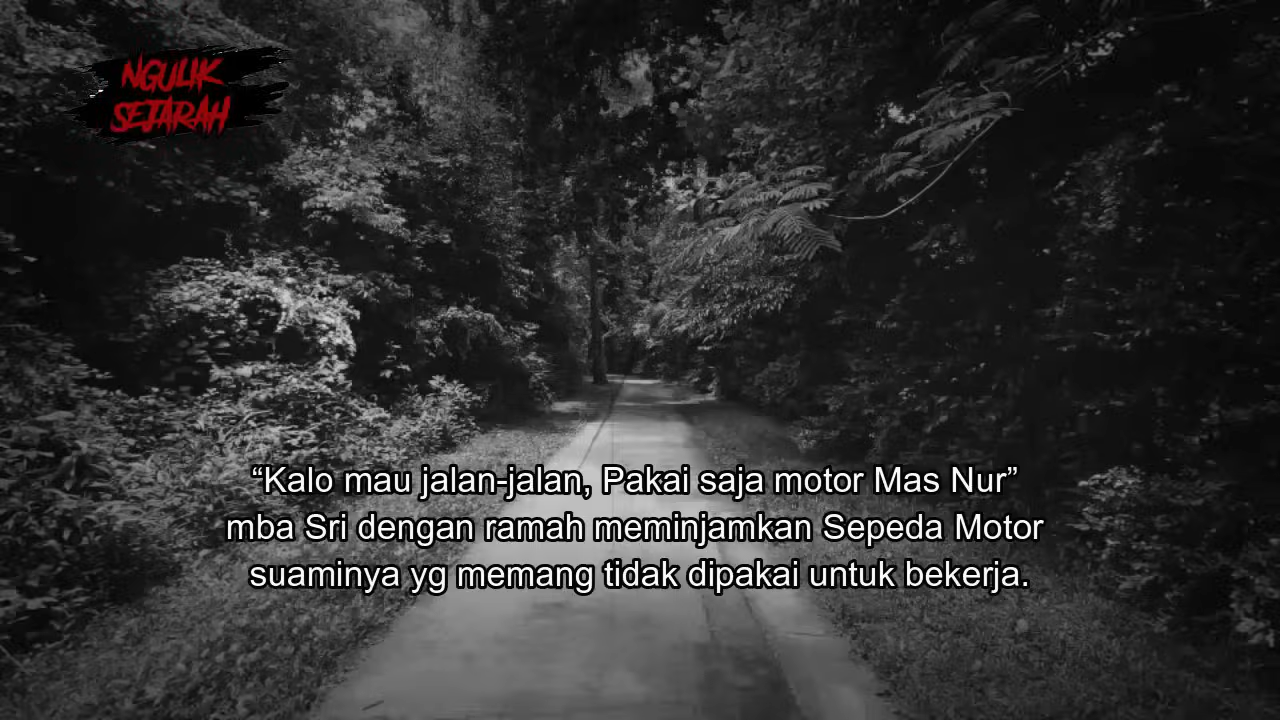 NGULIK
SEJARAH
“Kalo mau jalan-jalan, Pakai saja motor Mas Nur”
mba Sri dengan ramah meminjamkan Sepeda Motor
suaminya yg memang tidak dipakai untuk bekerja.